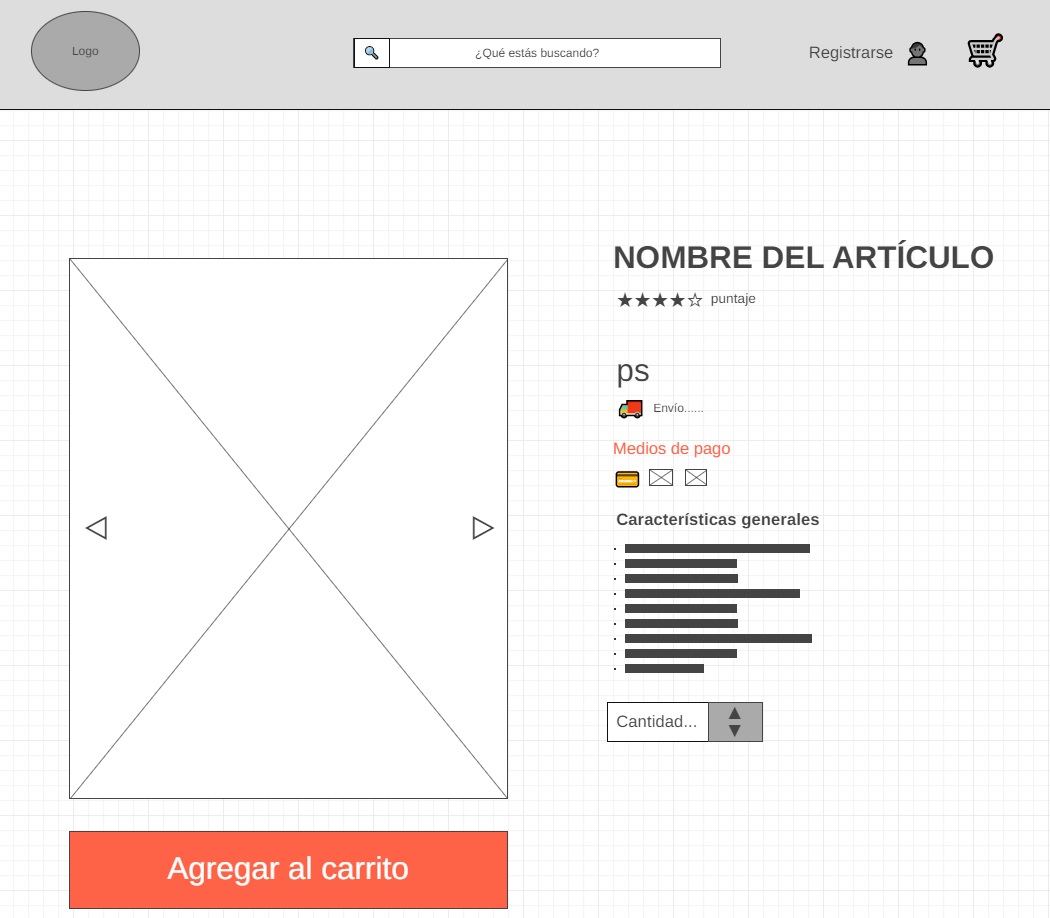 Logo
¿Qué estás buscando?
Registrarse
NOMBRE DEL ARTÍCULO
puntaje
ps
Envío......
Medios de pago
Características generales
Cantidad...
Agregar al carrito